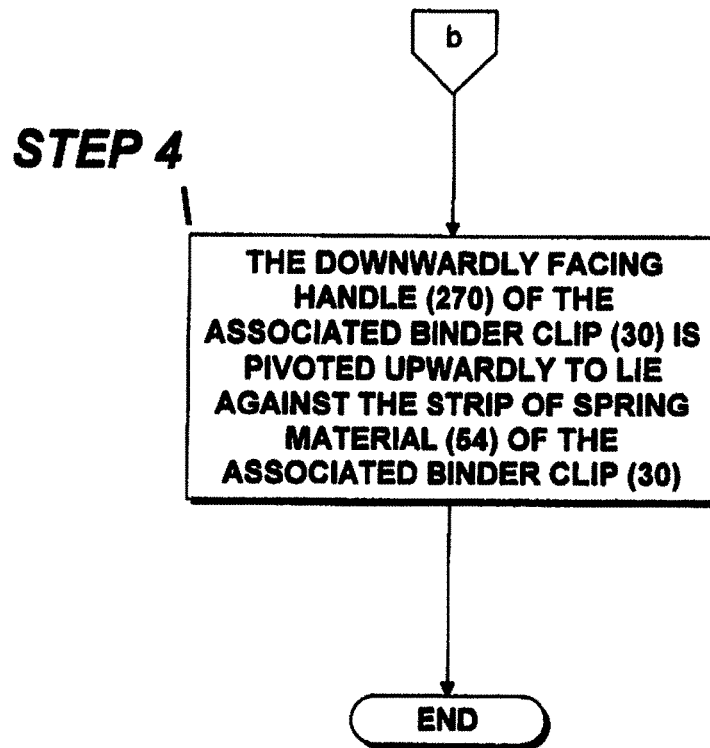 b
STEP 4
THE DOWNWARDLY FACING
HANDLE (270) OF THE
ASSOCIATED BINDER CLIP (30) IS
PIVOTED UPWARDLY TO LIE
AGAINST THE STRIP OF SPRING
MATERIAL (54) OF THE
ASSOCIATED BINDER CLIP (30)
END